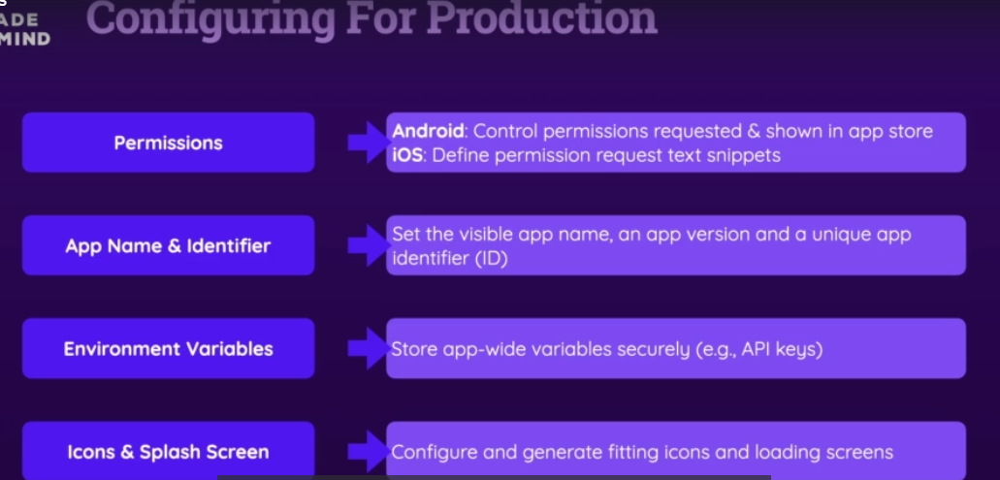 ADE
MIND
Configuring For Production
Permissions
Android: Control permissions requested & shown in app store
iOS: Define permission request text snippets
App Name & Identifier
Set the visible app name, an app version and a unique app
identifier (ID)
Environment Variables
Store app-wide variables securely (e.g., API keys)
Icons & Splash Screen
Configure and generate fitting icons and loading screens